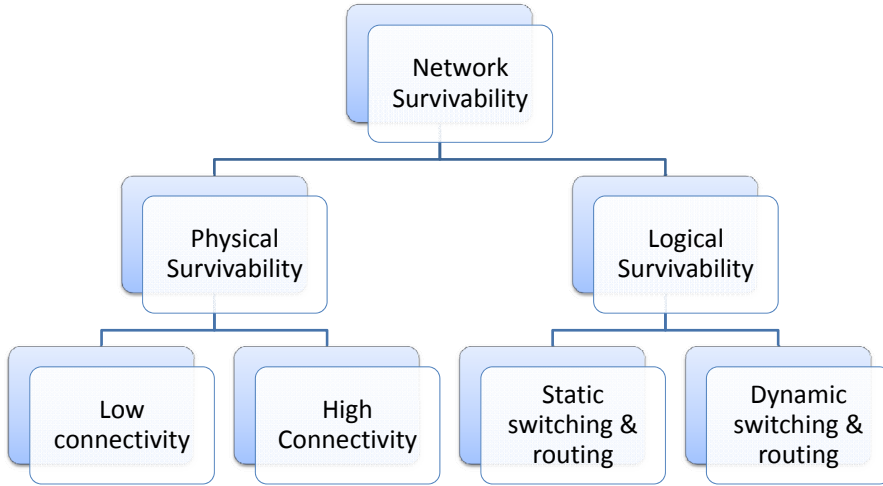 Network
Survivability
Physical
Survivability
Logical
Survivability
Low
connectivity
High
Connectivity
Static
switching &
routing
Dynamic
switching &
routing